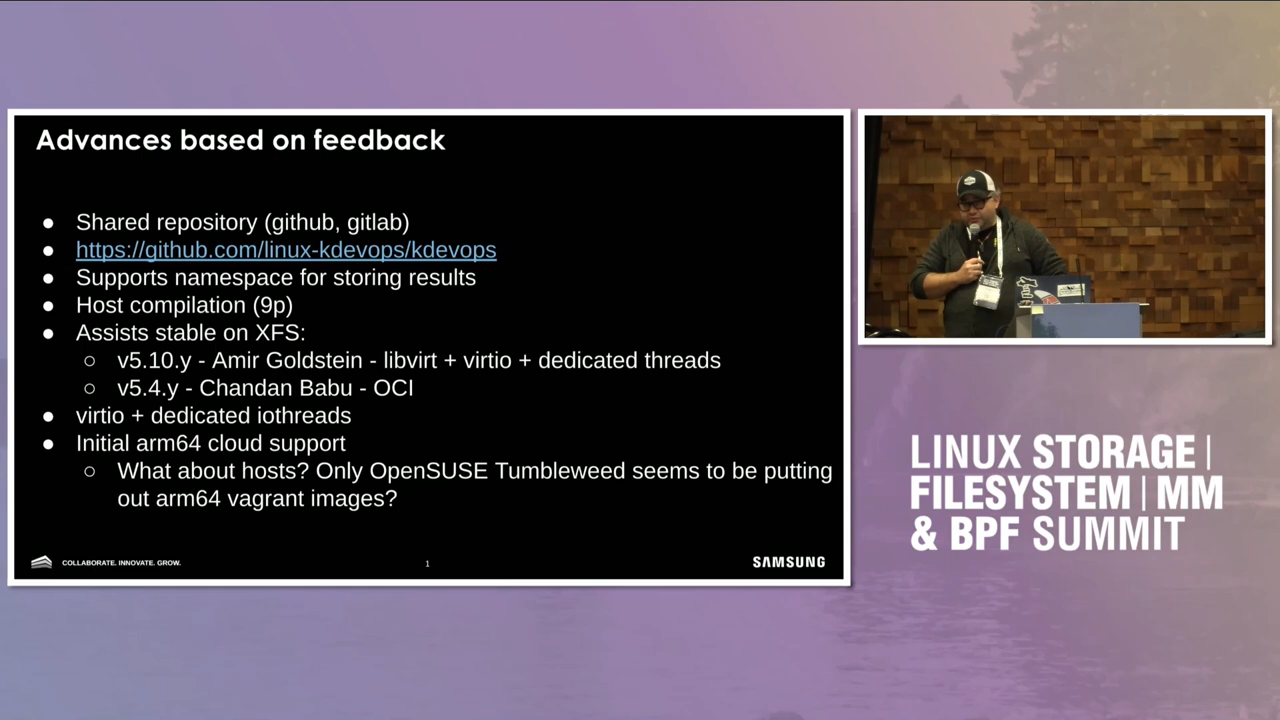 Advances based on feedback
● Shared repository (github, gitlab)
● https://github.com/linux-kdevops/kdevops
● Supports namespace for storing results
● Host compilation (9p)
● Assists stable on XFS:
○ v5.10.y - Amir Goldstein - libvirt + virtio + dedicated threads
○ v5.4.y - Chandan Babu - OCI
● virtio + dedicated iothreads
● Initial arm64 cloud support
○ What about hosts? Only OpenSUSE Tumbleweed seems to be putting
out arm64 vagrant images?
COLLABORATE. INNOVATE. GROW.
1
SAMSUNG
LINUX STORAGE |
FILESYSTEM | MM
& BPF SUMMIT